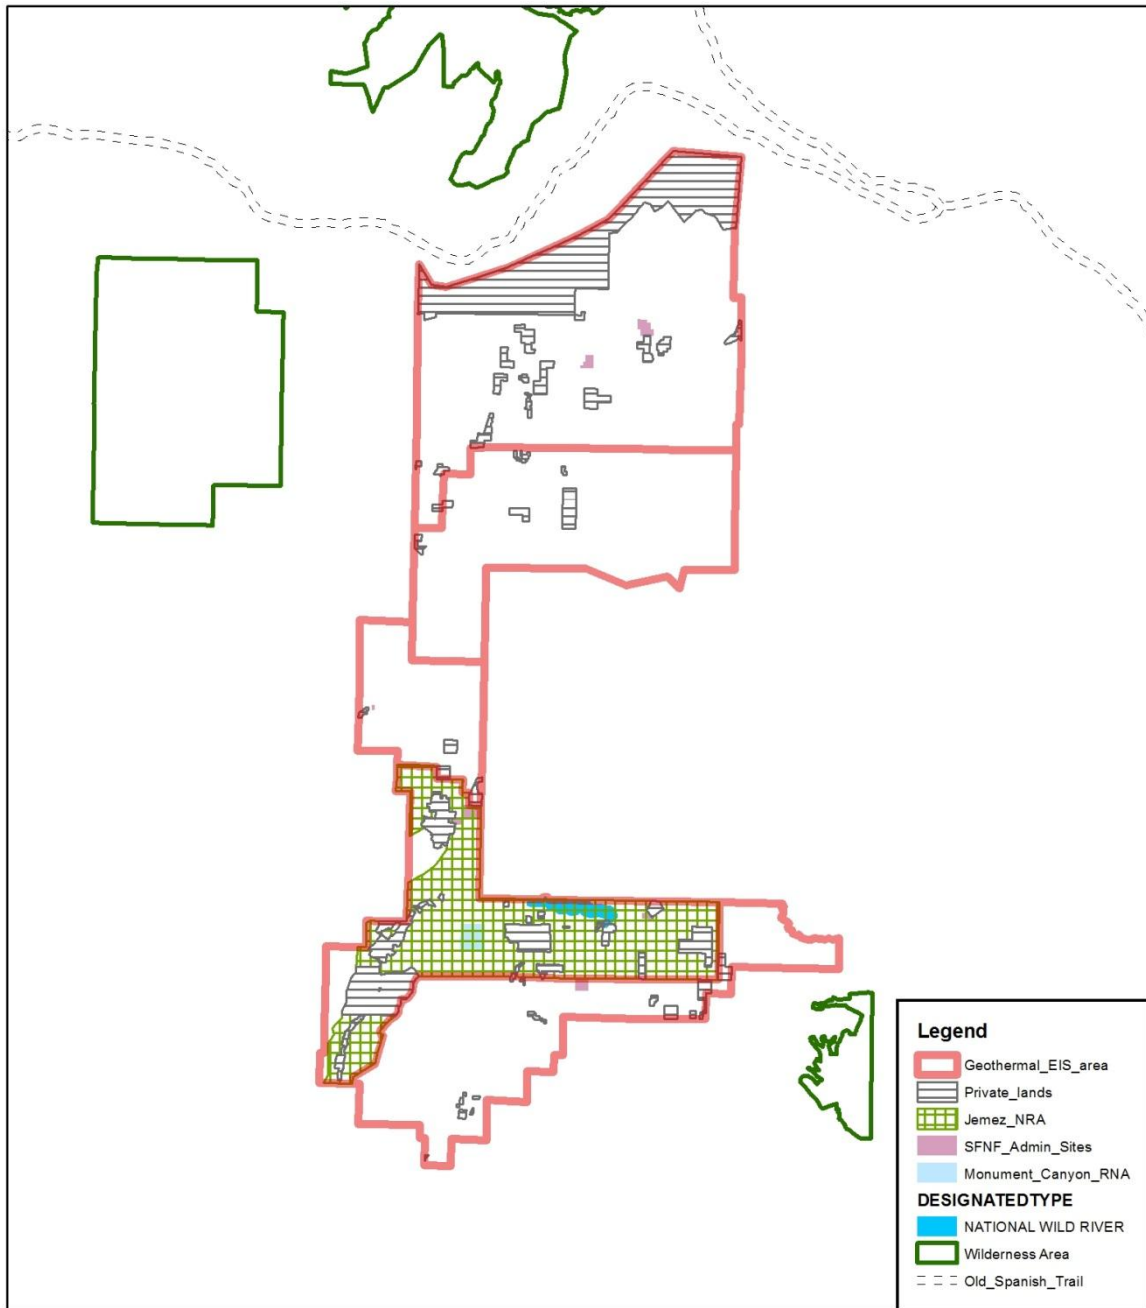 Legend
Geothermal_EIS_area
Private_lands
Jemez_NRA
SFNF_Admin_Sites
Monument_Canyon_RNA
DESIGNATEDTYPE
NATIONAL WILD RIVER
Wilderness Area
Old_Spanish_Trail